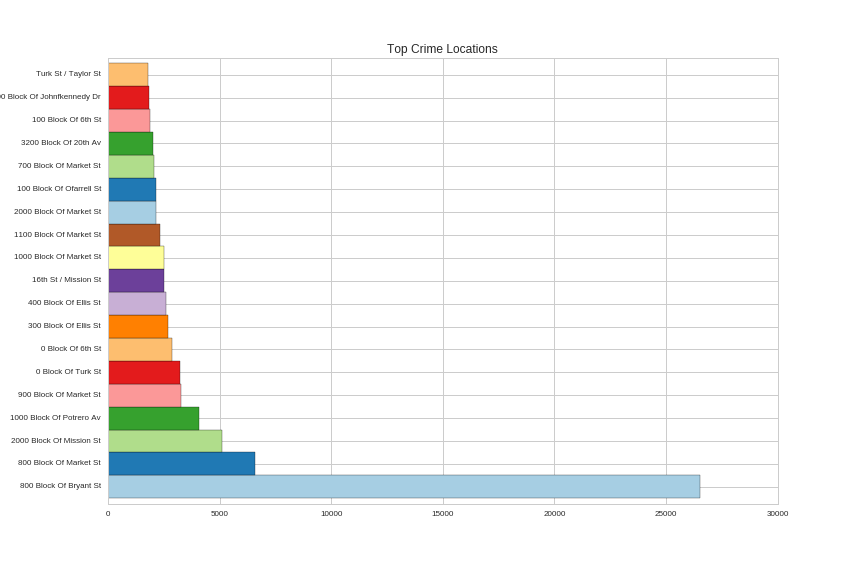 Top Crime Locations
Turk St / Taylor St
0 Block Of Johnfkennedy Dr
100 Block Of 6th St
3200 Block Of 20th Av
700 Block Of Market St
100 Block Of Ofarrell St
2000 Block Of Market St
1100 Block Of Market St
1000 Block Of Market St
16th St / Mission St
400 Block Of Ellis St
300 Block Of Ellis St
0 Block Of 6th St
0 Block Of Turk St
900 Block Of Market St
1000 Block Of Potrero Av
2000 Block Of Mission St
800 Block Of Market St
800 Block Of Bryant St
0 5000 10000 15000 20000 25000 30000